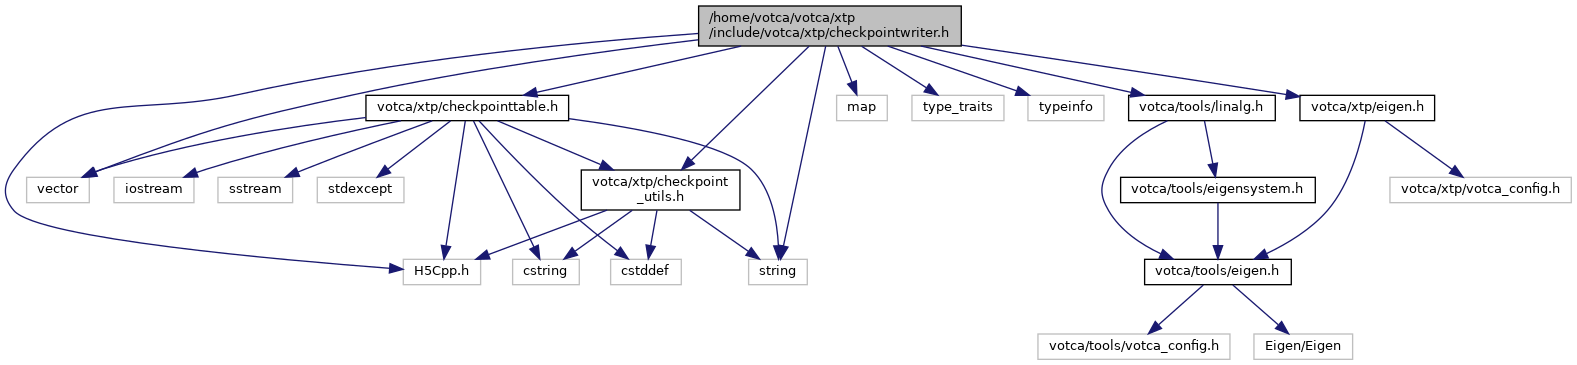 /home/votca/votca/xtp
/include/votca/xtp/checkpointwriter.h
votca/xtp/checkpointtable.h
map
type_traits
typeinfo
votca/tools/linalg.h
votca/xtp/eigen.h
vector
iostream
sstream
stdexcept
votca/xtp/checkpoint
_utils.h
votca/tools/eigensystem.h
votca/xtp/votca_config.h
H5Cpp.h
cstring
cstddef
string
votca/tools/eigen.h
votca/tools/votca_config.h
Eigen/Eigen